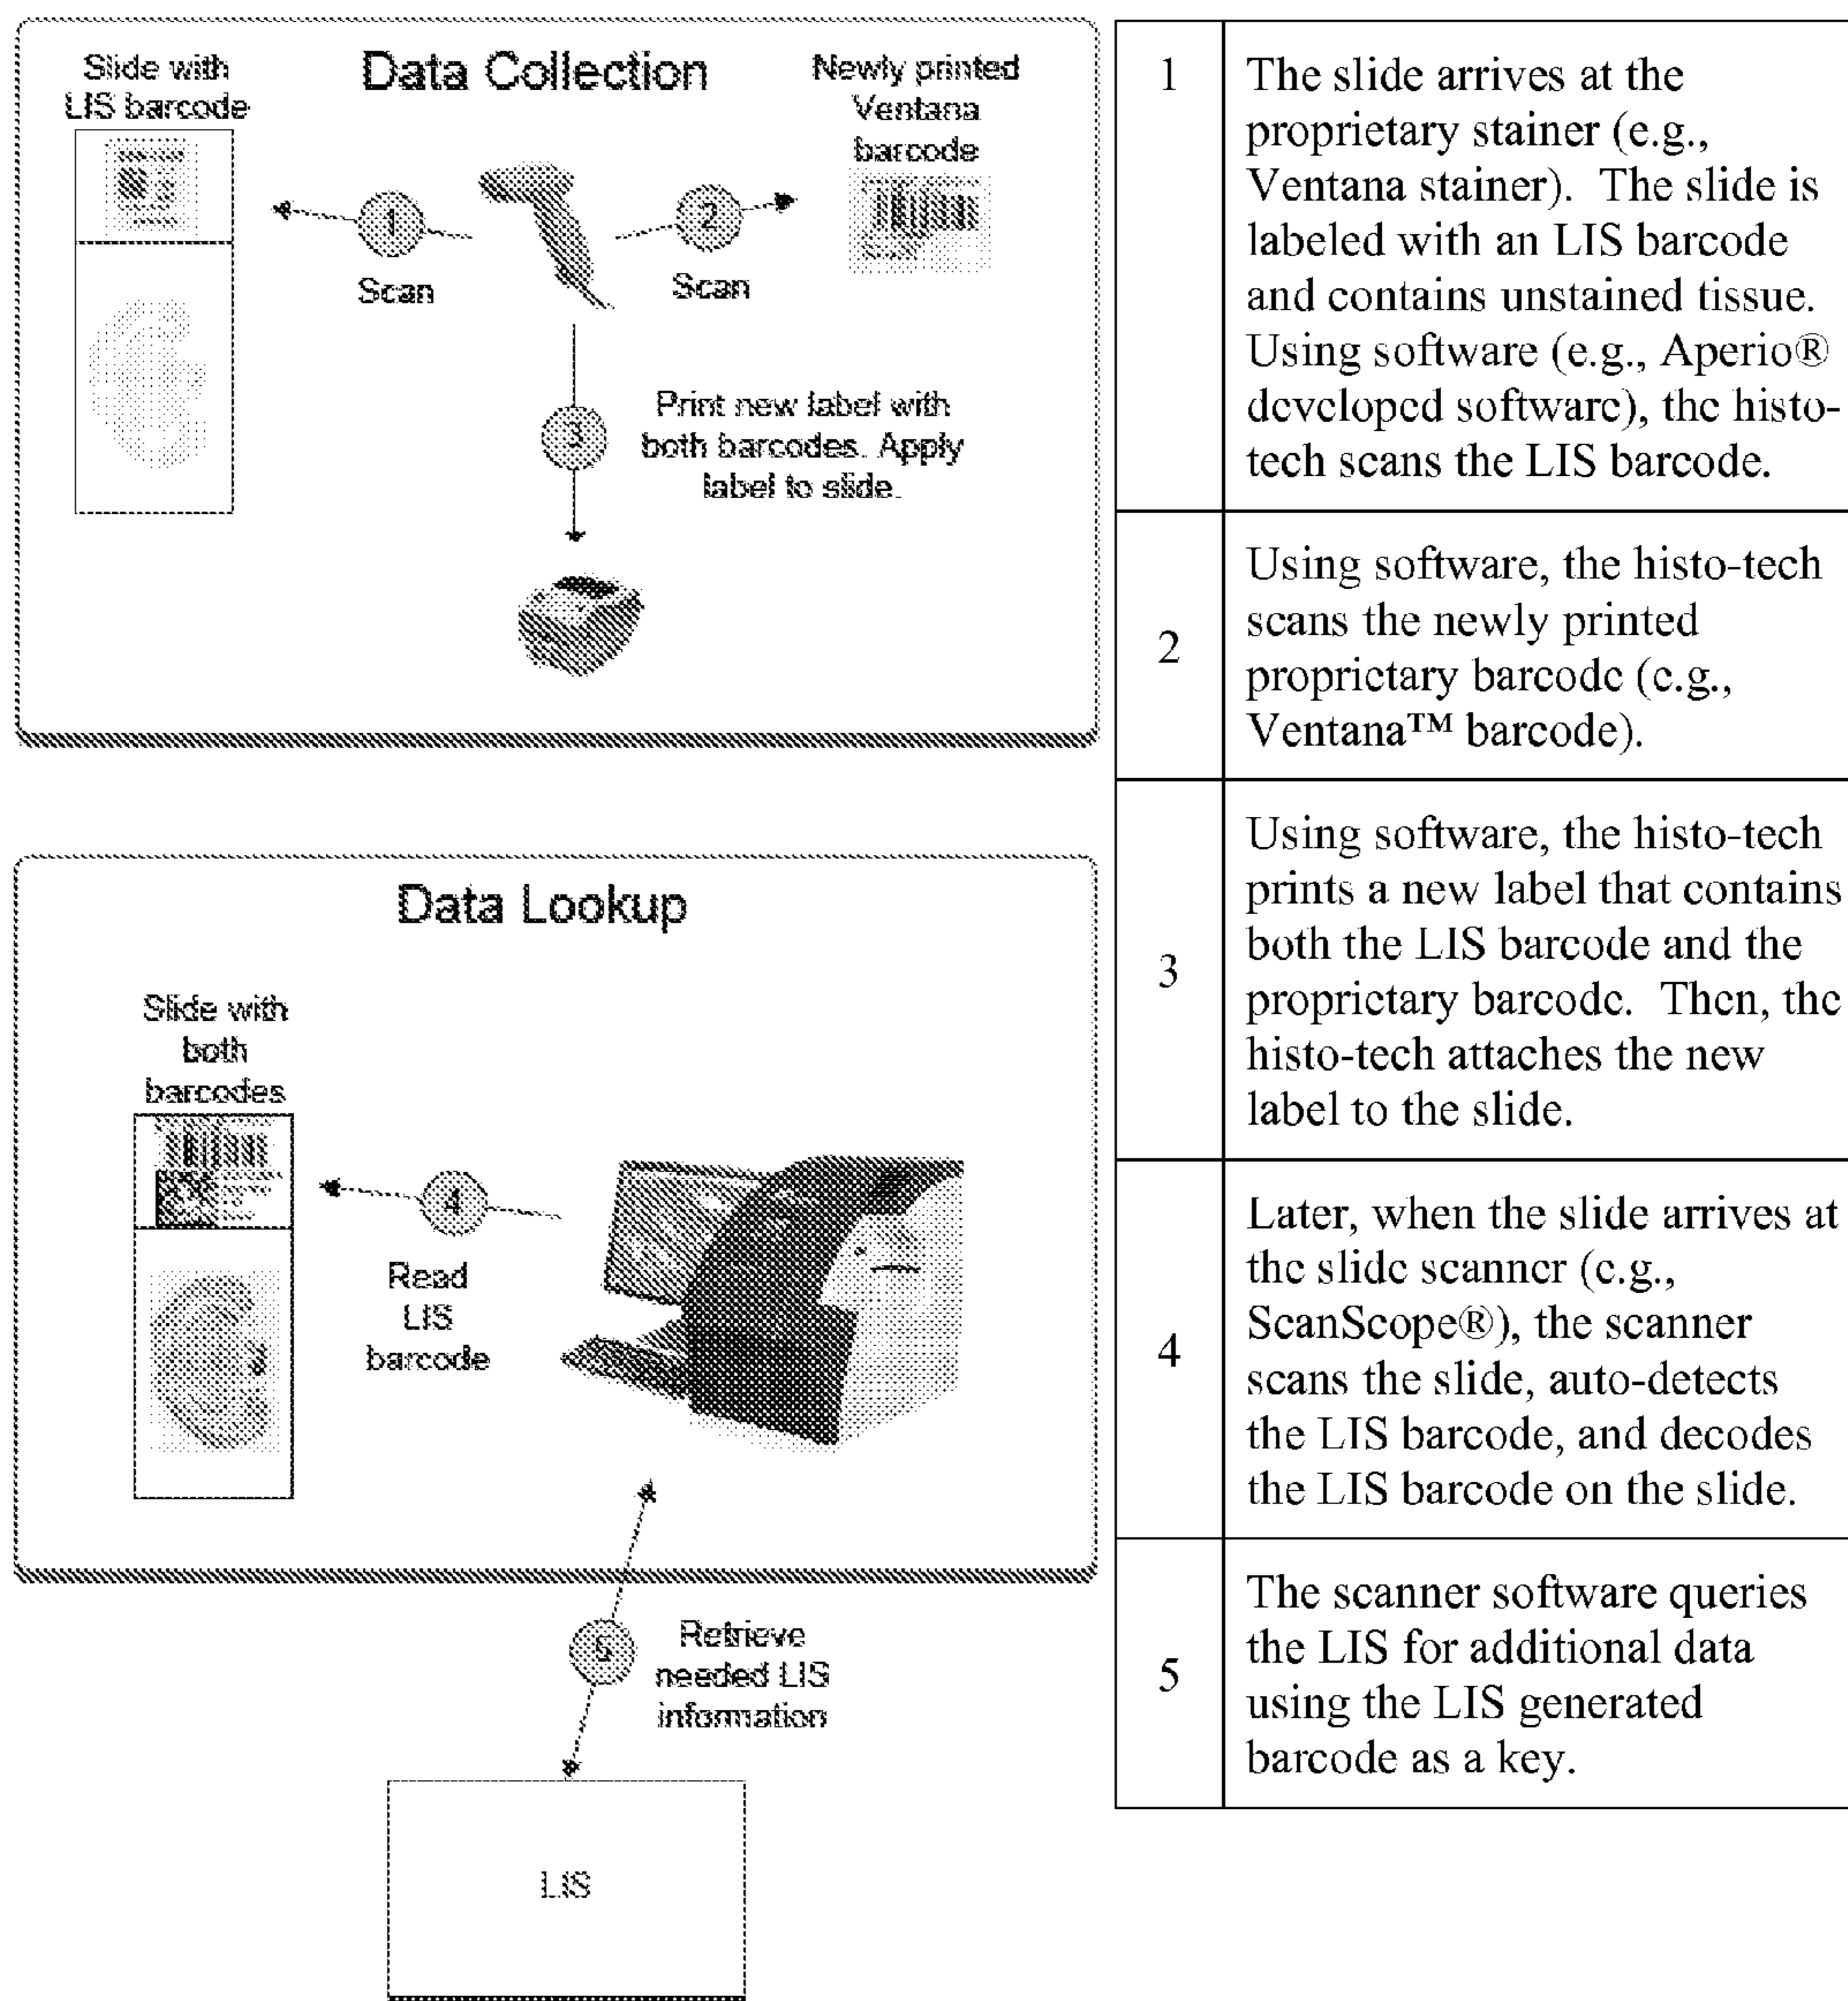 Data Collection
Slide with
LIS barcode
Newly printed
Ventana
barcode
1
Scan
2
Scan
3
Print new label with
both barcodes. Apply
label to slide.
Data Lookup
Slide with
both
barcodes
4
Read
LIS
barcode
5
Retrieve
needed LIS
information
LIS
1
The slide arrives at the
proprietary stainer (e.g.,
Ventana stainer). The slide is
labeled with an LIS barcode
and contains unstained tissue.
Using software (e.g., Aperio®
developed software), the histo-
tech scans the LIS barcode.
2
Using software, the histo-tech
scans the newly printed
proprietary barcode (e.g.,
Ventana™ barcode).
3
Using software, the histo-tech
prints a new label that contains
both the LIS barcode and the
proprietary barcode. Then, the
histo-tech attaches the new
label to the slide.
4
Later, when the slide arrives at
the slide scanner (e.g.,
ScanScope®), the scanner
scans the slide, auto-detects
the LIS barcode, and decodes
the LIS barcode on the slide.
5
The scanner software queries
the LIS for additional data
using the LIS generated
barcode as a key.